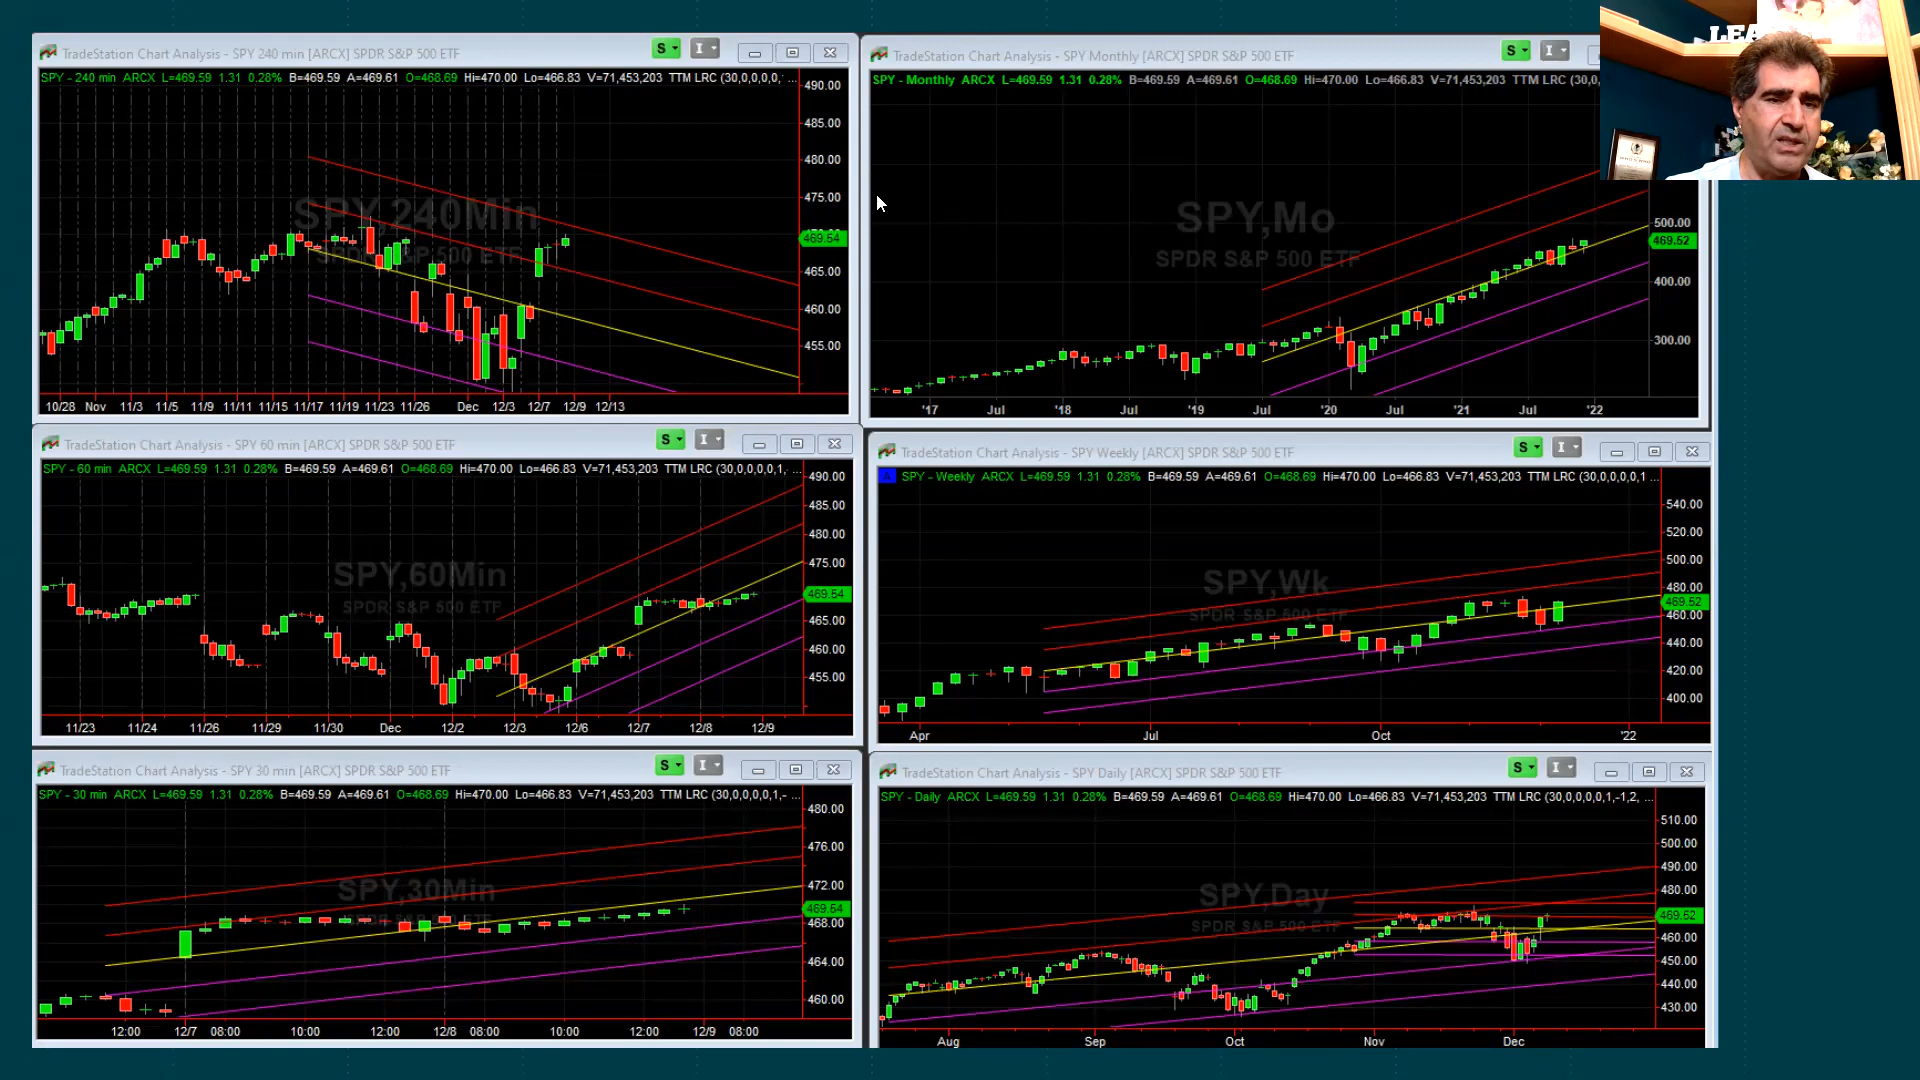 TradeStation Chart Analysis - SPY 240 min [ARCX] SPDR S&P 500 ETF
S I
SPY - 240 min ARCX L=469.59 1.31 0.28% B=469.59 A=469.61 O=468.69 Hi=470.00 Lo=466.83 V=71,453,203 TTM LRC (30,0,0,0,0,· ...
SPY,240Min
SPDR S&P 500 ETF
490.00
485.00
480.00
475.00
469.54
465.00
460.00
455.00
10/28 Nov 11/3 11/5 11/9 11/11 11/15 11/17 11/19 11/23 11/26 Dec 12/3 12/7 12/9 12/13
TradeStation Chart Analysis - SPY Monthly [ARCX] SPDR S&P 500 ETF
S I
SPY - Monthly ARCX L=469.59 1.31 0.28% B=469.59 A=469.61 O=468.69 Hi=470.00 Lo=466.83 V=71,453,203 TTM LRC (30,0,
SPY,Mo
SPDR S&P 500 ETF
500.00
469.52
400.00
300.00
'17 Jul '18 Jul '19 Jul '20 Jul '21 Jul '22
TradeStation Chart Analysis - SPY 60 min [ARCX] SPDR S&P 500 ETF
S I
SPY - 60 min ARCX L=469.59 1.31 0.28% B=469.59 A=469.61 O=468.69 Hi=470.00 Lo=466.83 V=71,453,203 TTM LRC (30,0,0,0,0,1,· ...
SPY,60Min
SPDR S&P 500 ETF
490.00
485.00
480.00
475.00
469.54
465.00
460.00
455.00
11/23 11/24 11/26 11/29 11/30 Dec 12/2 12/3 12/6 12/7 12/8 12/9
TradeStation Chart Analysis - SPY Weekly [ARCX] SPDR S&P 500 ETF
S I
SPY - Weekly ARCX L=469.59 1.31 0.28% B=469.59 A=469.61 O=468.69 Hi=470.00 Lo=466.83 V=71,453,203 TTM LRC (30,0,0,0,0,1 ...
SPY,Wk
SPDR S&P 500 ETF
540.00
520.00
500.00
480.00
469.52
460.00
440.00
420.00
400.00
Apr Jul Oct '22
TradeStation Chart Analysis - SPY 30 min [ARCX] SPDR S&P 500 ETF
S I
SPY - 30 min ARCX L=469.59 1.31 0.28% B=469.59 A=469.61 O=468.69 Hi=470.00 Lo=466.83 V=71,453,203 TTM LRC (30,0,0,0,0,1,- ...
SPY,30Min
SPDR S&P 500 ETF
480.00
476.00
472.00
469.54
468.00
464.00
460.00
12:00 12/7 08:00 10:00 12:00 12/8 08:00 10:00 12:00 12/9 08:00
TradeStation Chart Analysis - SPY Daily [ARCX] SPDR S&P 500 ETF
S I
SPY - Daily ARCX L=469.59 1.31 0.28% B=469.59 A=469.61 O=468.69 Hi=470.00 Lo=466.83 V=71,453,203 TTM LRC (30,0,0,0,0,1,-1,2, ...
SPY,Day
SPDR S&P 500 ETF
510.00
500.00
490.00
480.00
469.52
460.00
450.00
440.00
430.00
Aug Sep Oct Nov Dec